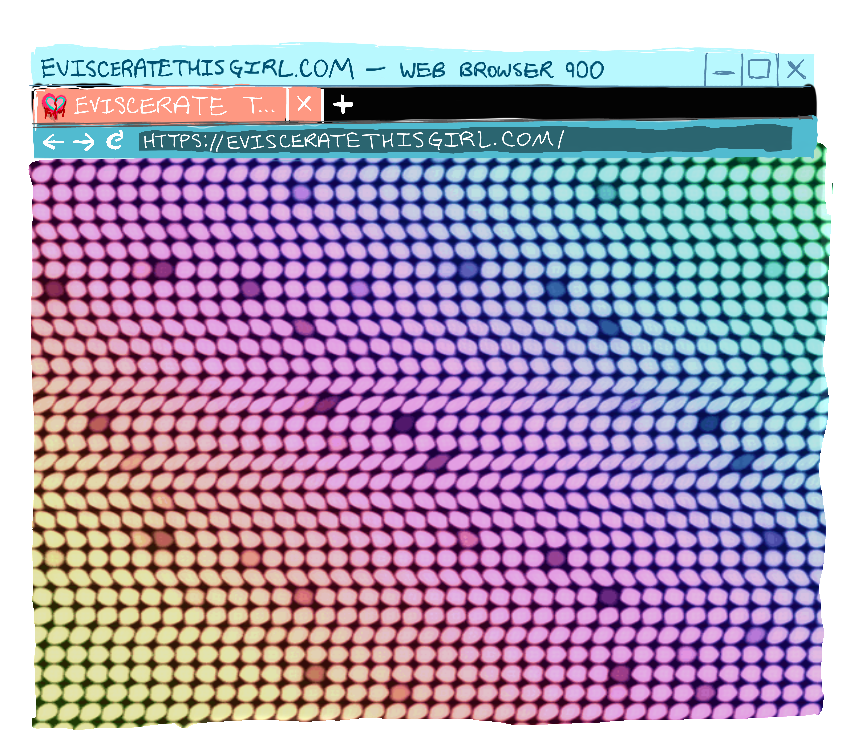 EVISCERATETHISGIRL.COM — WEB BROWSER 900
EVISCERATE T...
HTTPS://EVISCERATETHISGIRL.COM/